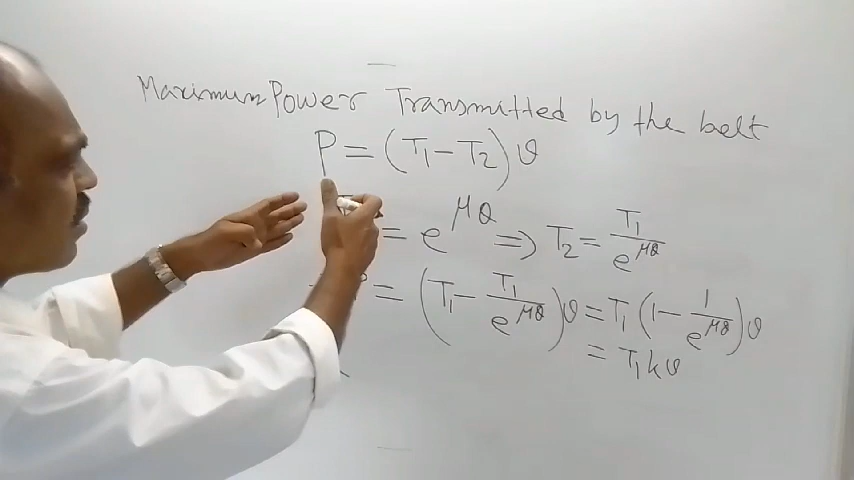 Maximum Power Transmitted by the belt
P = (T₁ - T₂) v
= e^μθ ⇒ T₂ = T₁/e^μθ
= (T₁ - T₁/e^μθ) v = T₁ (1 - 1/e^μθ) v
= T₁ k v